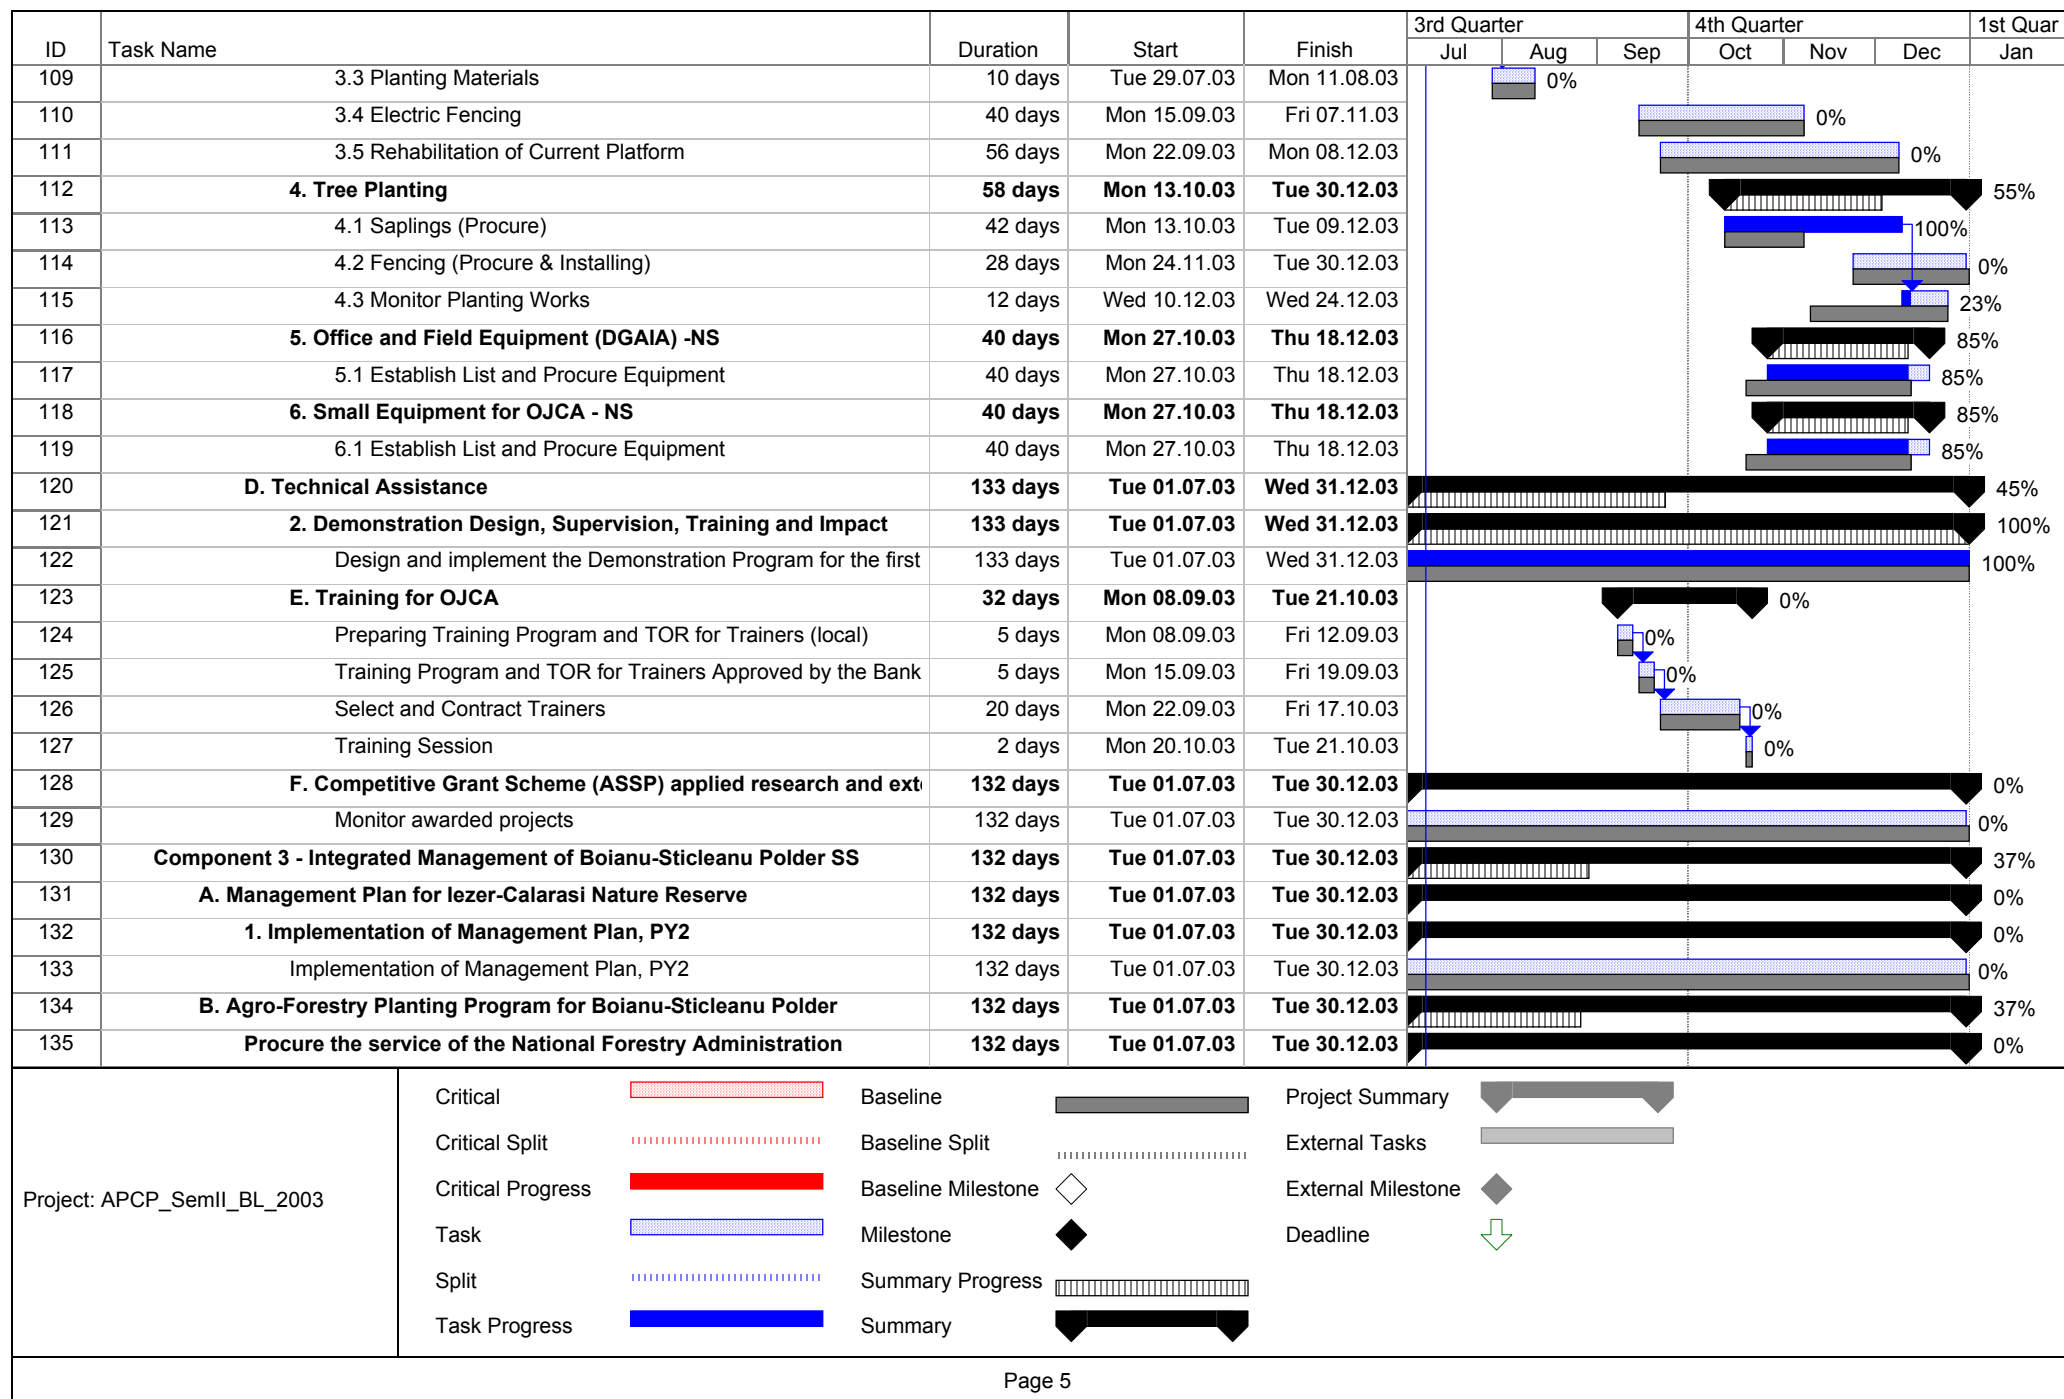 3rd Quarter 4th Quarter 1st Quar
ID Task Name Duration Start Finish Jul Aug Sep Oct Nov Dec Jan
109 3.3 Planting Materials 10 days Tue 29.07.03 Mon 11.08.03 0%
110 3.4 Electric Fencing 40 days Mon 15.09.03 Fri 07.11.03 0%
111 3.5 Rehabilitation of Current Platform 56 days Mon 22.09.03 Mon 08.12.03 0%
112 4. Tree Planting 58 days Mon 13.10.03 Tue 30.12.03 55%
113 4.1 Saplings (Procure) 42 days Mon 13.10.03 Tue 09.12.03 100%
114 4.2 Fencing (Procure & Installing) 28 days Mon 24.11.03 Tue 30.12.03 0%
115 4.3 Monitor Planting Works 12 days Wed 10.12.03 Wed 24.12.03 23%
116 5. Office and Field Equipment (DGAIA) -NS 40 days Mon 27.10.03 Thu 18.12.03 85%
117 5.1 Establish List and Procure Equipment 40 days Mon 27.10.03 Thu 18.12.03 85%
118 6. Small Equipment for OJCA - NS 40 days Mon 27.10.03 Thu 18.12.03 85%
119 6.1 Establish List and Procure Equipment 40 days Mon 27.10.03 Thu 18.12.03 85%
120 D. Technical Assistance 133 days Tue 01.07.03 Wed 31.12.03 45%
121 2. Demonstration Design, Supervision, Training and Impact 133 days Tue 01.07.03 Wed 31.12.03 100%
122 Design and implement the Demonstration Program for the first 133 days Tue 01.07.03 Wed 31.12.03 100%
123 E. Training for OJCA 32 days Mon 08.09.03 Tue 21.10.03 0%
124 Preparing Training Program and TOR for Trainers (local) 5 days Mon 08.09.03 Fri 12.09.03 0%
125 Training Program and TOR for Trainers Approved by the Bank 5 days Mon 15.09.03 Fri 19.09.03 0%
126 Select and Contract Trainers 20 days Mon 22.09.03 Fri 17.10.03 0%
127 Training Session 2 days Mon 20.10.03 Tue 21.10.03 0%
128 F. Competitive Grant Scheme (ASSP) applied research and ext 132 days Tue 01.07.03 Tue 30.12.03 0%
129 Monitor awarded projects 132 days Tue 01.07.03 Tue 30.12.03 0%
130 Component 3 - Integrated Management of Boianu-Sticleanu Polder SS 132 days Tue 01.07.03 Tue 30.12.03 37%
131 A. Management Plan for Iezer-Calarasi Nature Reserve 132 days Tue 01.07.03 Tue 30.12.03 0%
132 1. Implementation of Management Plan, PY2 132 days Tue 01.07.03 Tue 30.12.03 0%
133 Implementation of Management Plan, PY2 132 days Tue 01.07.03 Tue 30.12.03 0%
134 B. Agro-Forestry Planting Program for Boianu-Sticleanu Polder 132 days Tue 01.07.03 Tue 30.12.03 37%
135 Procure the service of the National Forestry Administration 132 days Tue 01.07.03 Tue 30.12.03 0%
Project: APCP_SemII_BL_2003
Critical
Critical Split
Critical Progress
Task
Split
Task Progress
Baseline
Baseline Split
Baseline Milestone
Milestone
Summary Progress
Summary
Project Summary
External Tasks
External Milestone
Deadline
Page 5